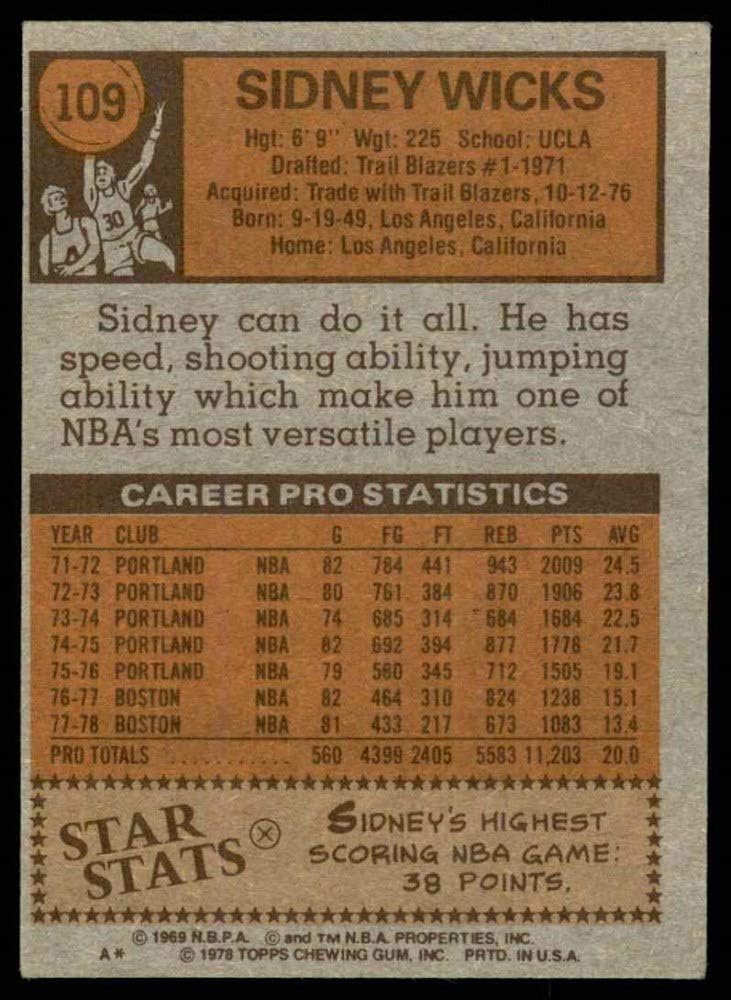 109
SIDNEY WICKS
Hgt: 6'9" Wgt: 225 School: UCLA
Drafted: Trail Blazers #1-1971
Acquired: Trade with Trail Blazers, 10-12-76
Born: 9-19-49, Los Angeles, California
Home: Los Angeles, California
30
Sidney can do it all. He has
speed, shooting ability, jumping
ability which make him one of
NBA's most versatile players.
CAREER PRO STATISTICS
YEAR CLUB G FG FT REB PTS AVG
71-72 PORTLAND NBA 82 784 441 943 2009 24.5
72-73 PORTLAND NBA 80 761 384 870 1906 23.8
73-74 PORTLAND NBA 74 685 314 684 1684 22.5
74-75 PORTLAND NBA 82 692 394 877 1778 21.7
75-76 PORTLAND NBA 79 580 345 712 1505 19.1
76-77 BOSTON NBA 82 464 310 824 1238 15.1
77-78 BOSTON NBA 81 433 217 673 1083 13.4
PRO TOTALS ........... 560 4399 2405 5583 11,203 20.0
STAR
STATS
SIDNEY'S HIGHEST
SCORING NBA GAME:
38 POINTS.
© 1969 N.B.P.A. © and TM N.B.A. PROPERTIES, INC.
A* © 1978 TOPPS CHEWING GUM, INC. PRTD. IN U.S.A.